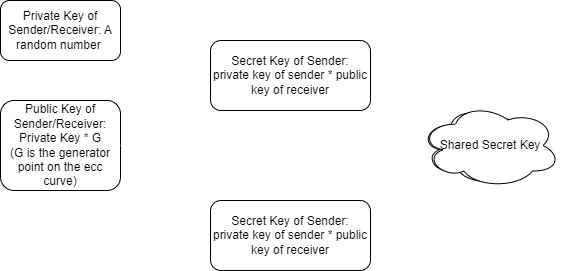 Private Key of
Sender/Receiver: A
random number
Public Key of
Sender/Receiver:
Private Key * G
(G is the generator
point on the ecc
curve)
Secret Key of Sender:
private key of sender * public
key of receiver
Secret Key of Sender:
private key of sender * public
key of receiver
Shared Secret Key